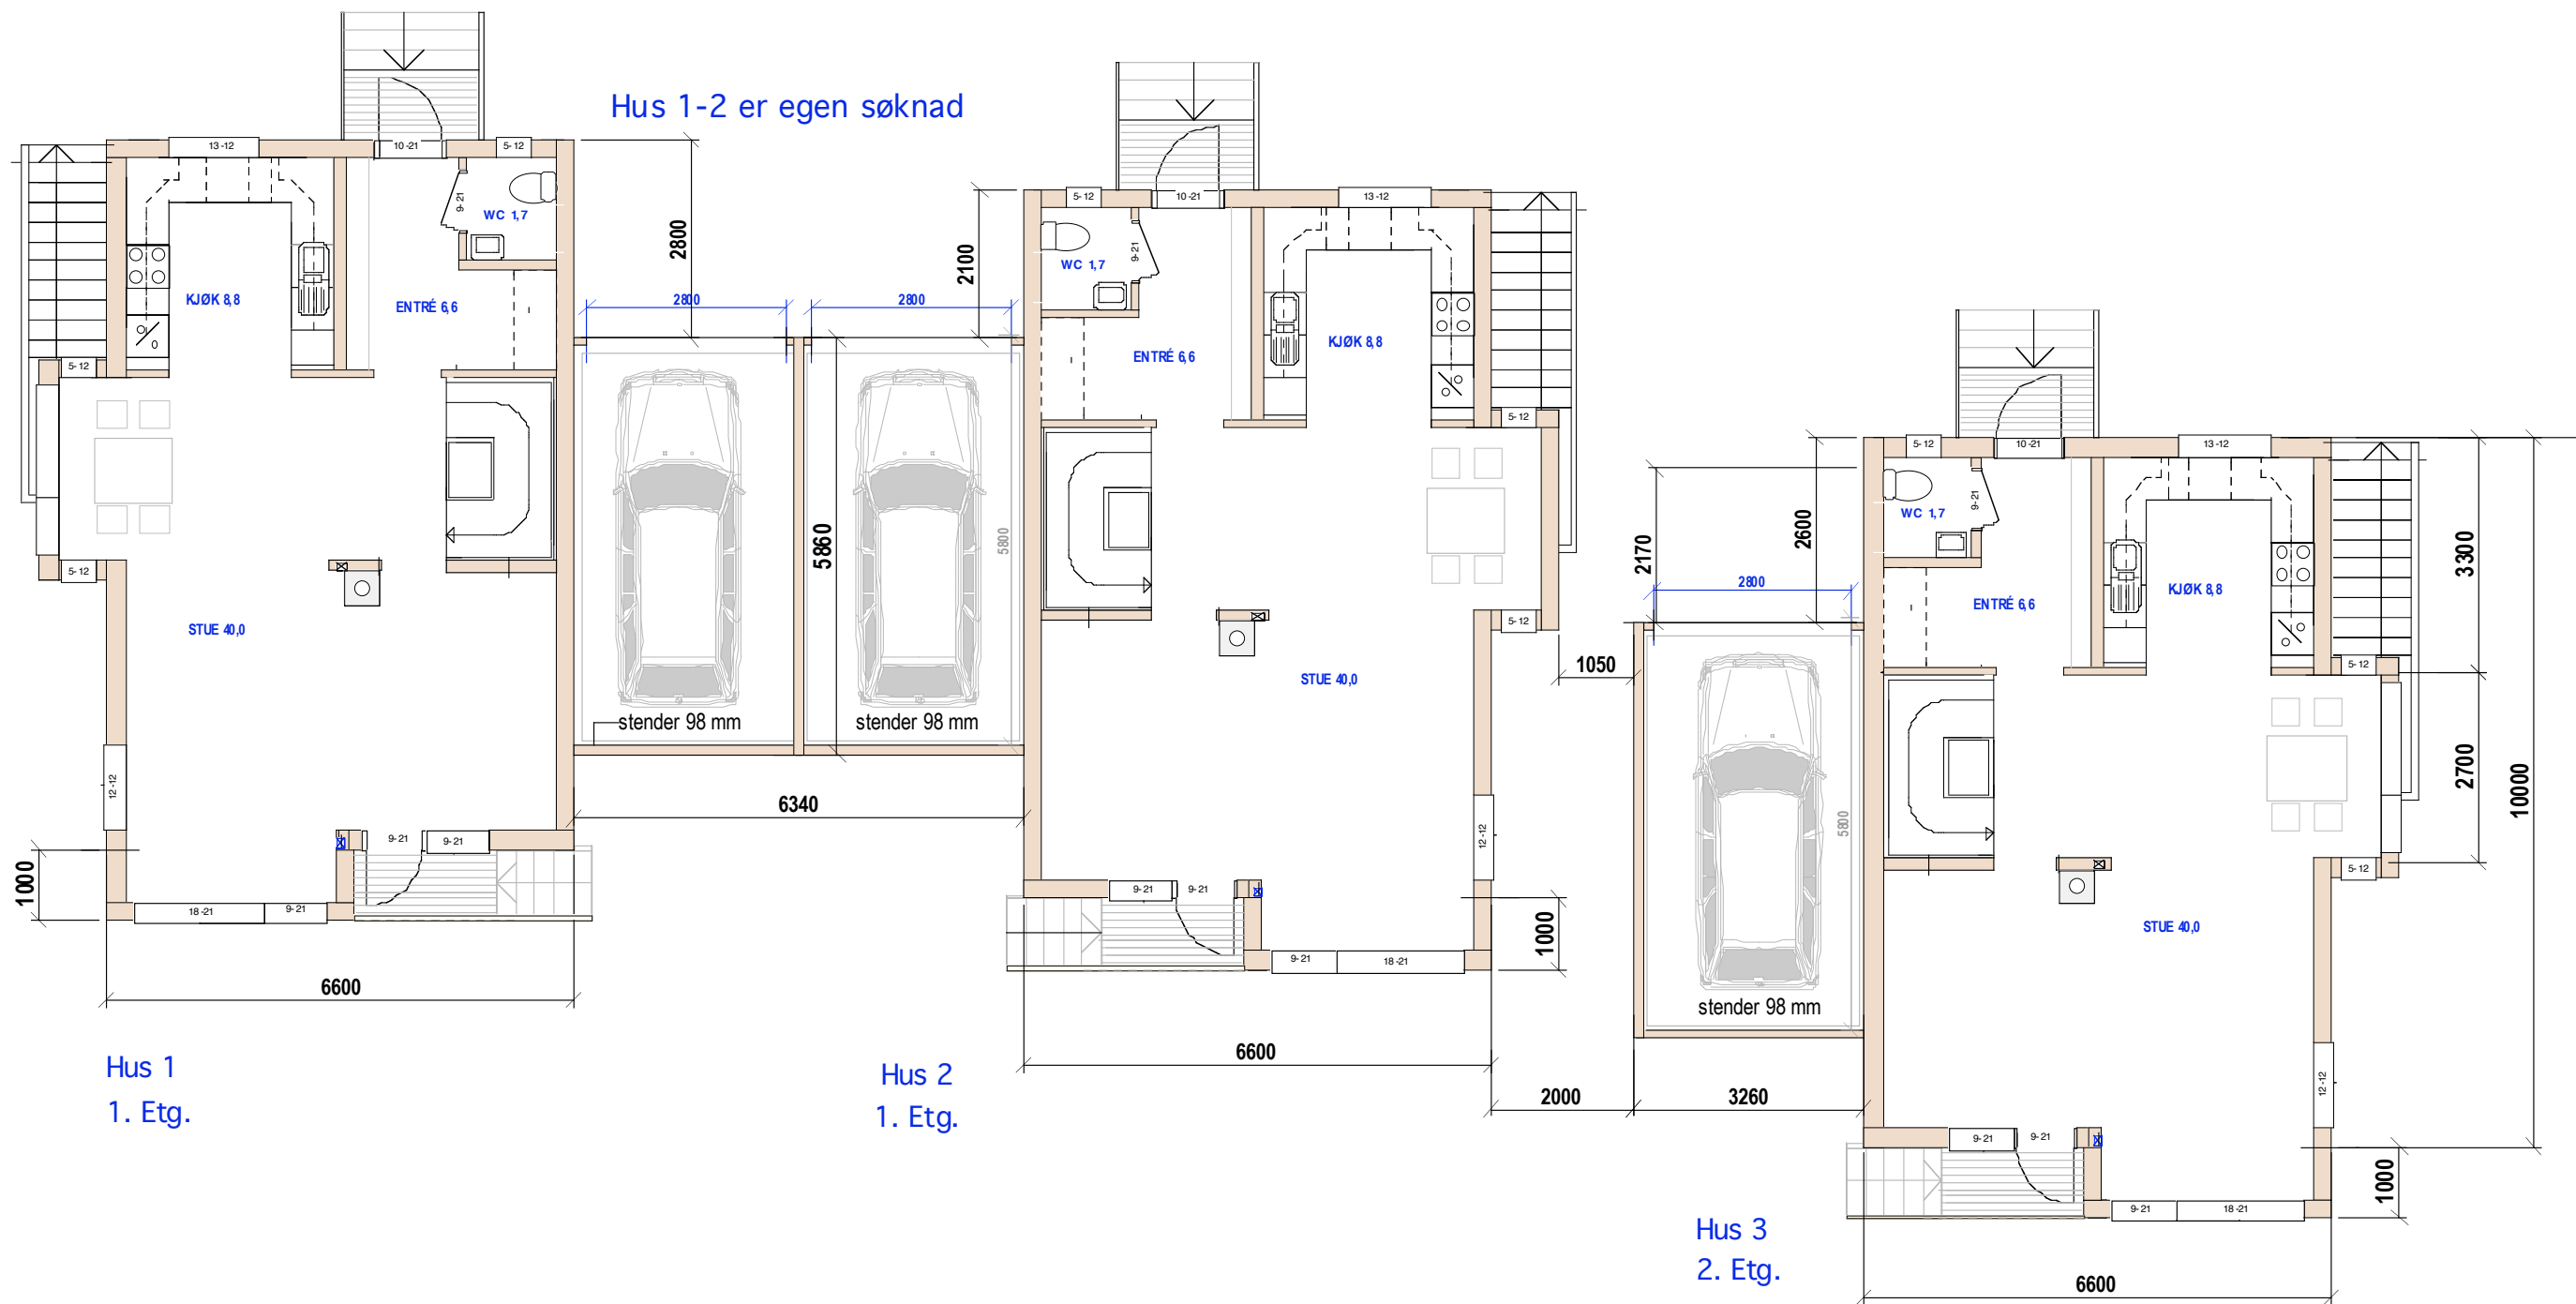 Hus 1-2 er egen søknad
13-12
10-21
5-12
9-21
WC 1,7
KJØK 8,8
ENTRÉ 6,6
5-12
5-12
STUE 40,0
12-12
9-21
9-21
18-21
9-21
1000
6600
Hus 1
1. Etg.
2800
2800
2800
2100
5860
5800
stender 98 mm
stender 98 mm
6340
5-12
10-21
13-12
9-21
WC 1,7
KJØK 8,8
ENTRÉ 6,6
5-12
5-12
STUE 40,0
12-12
9-21
9-21
9-21
18-21
1000
6600
Hus 2
1. Etg.
1050
2000
3260
2170
2600
2800
5800
stender 98 mm
5-12
10-21
13-12
9-21
WC 1,7
KJØK 8,8
ENTRÉ 6,6
5-12
5-12
STUE 40,0
12-12
9-21
9-21
9-21
18-21
3300
2700
10000
1000
6600
Hus 3
2. Etg.